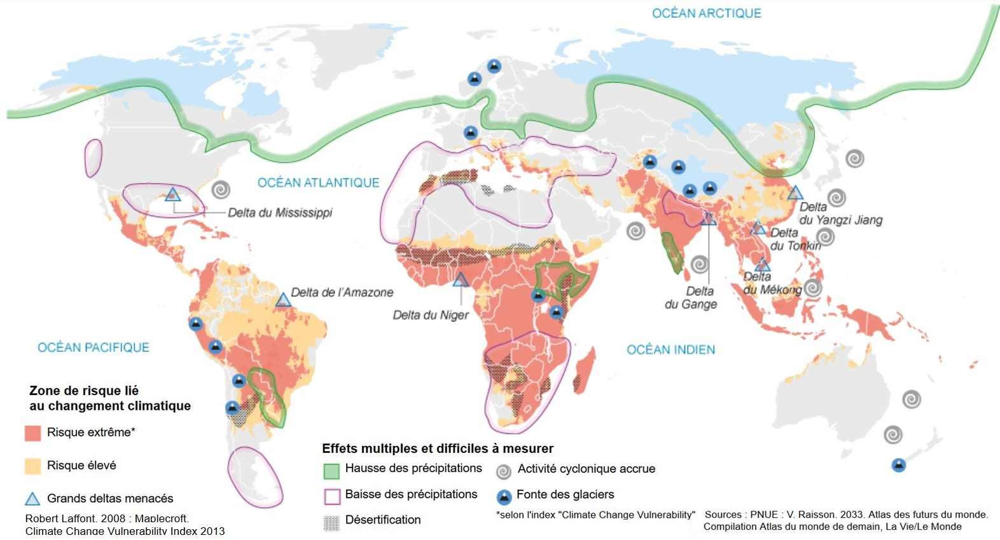 OCÉAN ARCTIQUE
OCÉAN ATLANTIQUE
Delta du Mississippi
Delta
du Yangzi Jiang
Delta
du Tonkin
Delta
du Mékong
Delta
du Gange
Delta de l'Amazone
Delta du Niger
OCÉAN PACIFIQUE
OCÉAN INDIEN
Zone de risque lié
au changement climatique
Risque extrême*
Risque élevé
Grands deltas menacés
Robert Laffont. 2008 : Maplecroft.
Climate Change Vulnerability Index 2013
Effets multiples et difficiles à mesurer
Hausse des précipitations
Baisse des précipitations
Désertification
Activité cyclonique accrue
Fonte des glaciers
*selon l'index "Climate Change Vulnerability"
Sources : PNUE : V. Raisson. 2033. Atlas des futurs du monde.
Compilation Atlas du monde de demain, La Vie/Le Monde